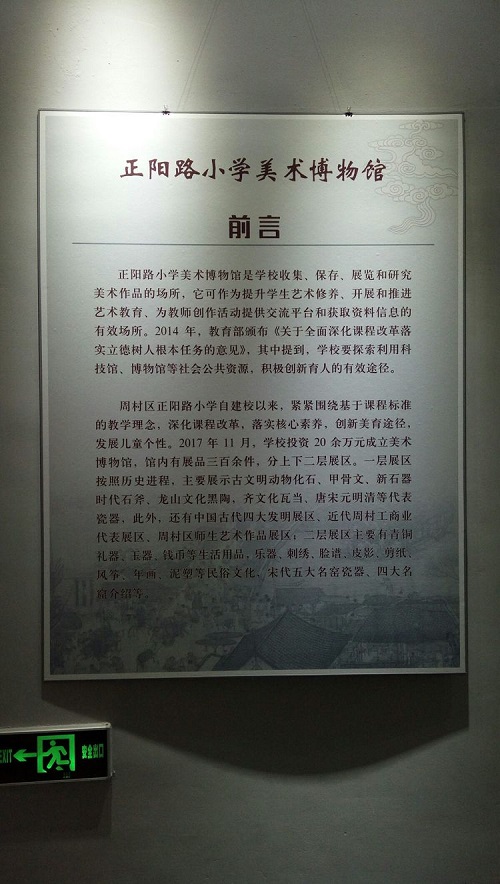 正阳路小学美术博物馆
前言
正阳路小学美术博物馆是学校收集、保存、展览和研究
美术作品的场所，它可作为提升学生艺术修养、开展和推进
艺术教育、为教师创作活动提供交流平台和获取资料信息的
有效场所。2014 年，教育部颁布《关于全面深化课程改革落
实立德树人根本任务的意见》，其中提到，学校要探索利用科
技馆、博物馆等社会公共资源，积极创新育人的有效途径。
周村区正阳路小学自建校以来，紧紧围绕基于课程标准
的教学理念，深化课程改革，落实核心素养，创新美育途径，
发展儿童个性。2017 年 11 月，学校投资 20 余万元成立美术
博物馆，馆内有展品三百余件，分上下二层展区。一层展区
按照历史进程，主要展示古文明动物化石、甲骨文、新石器
时代石斧、龙山文化黑陶，齐文化瓦当、唐宋元明清等代表
瓷器，此外，还有中国古代四大发明展区、近代周村工商业
代表展区、周村区师生艺术作品展区；二层展区主要有青铜
礼器、玉器、钱币等生活用品，乐器、刺绣、脸谱、皮影、剪纸、
风筝、年画、泥塑等民俗文化，宋代五大名窑瓷器、四大名
窟介绍等。
EXIT 安全出口